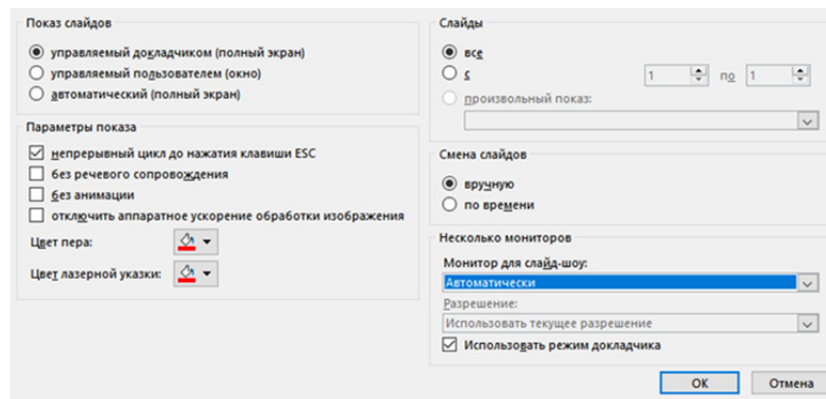 Показ слайдов
управляемый докладчиком (полный экран)
управляемый пользователем (окно)
автоматический (полный экран)
Параметры показа
непрерывный цикл до нажатия клавиши ESC
без речевого сопровождения
без анимации
отключить аппаратное ускорение обработки изображения
Цвет пера:
Цвет лазерной указки:
Слайды
все
с 1 по 1
произвольный показ:
Смена слайдов
вручную
по времени
Несколько мониторов
Монитор для слайд-шоу:
Автоматически
Разрешение:
Использовать текущее разрешение
Использовать режим докладчика
ОК Отмена